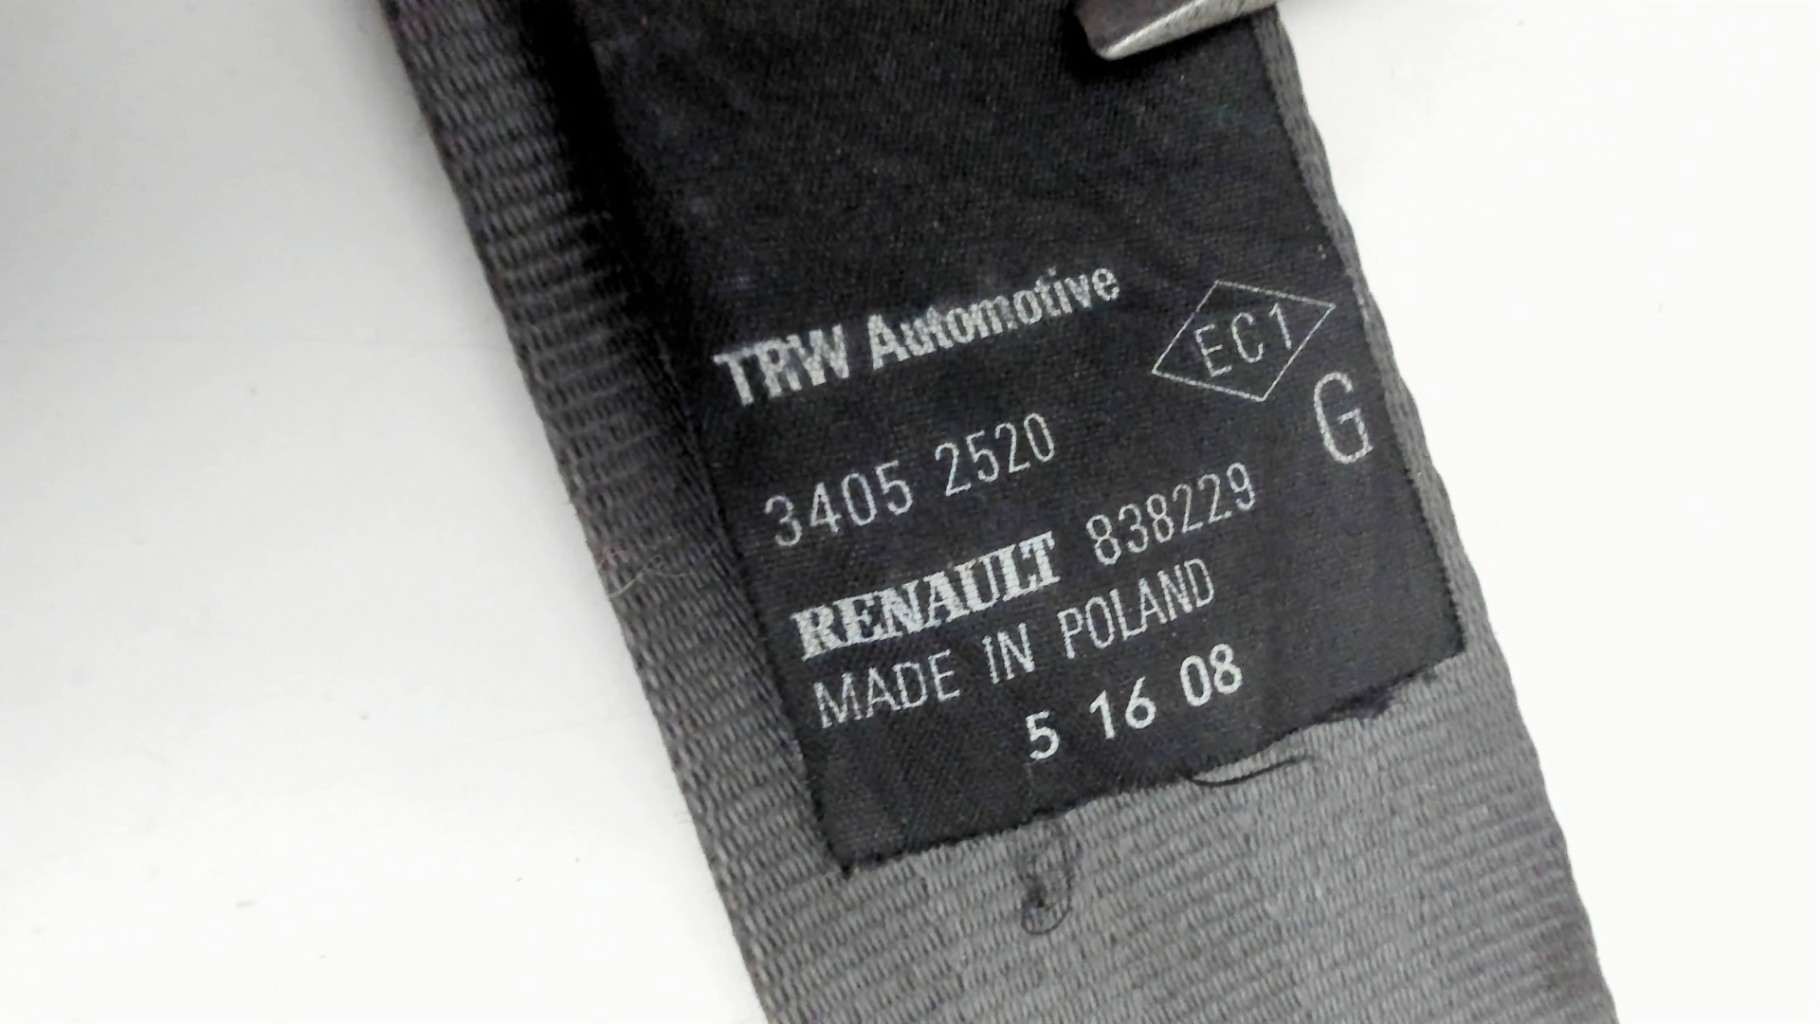 TRW Automotive
EC1
G
3405 2520
RENAULT 838229
MADE IN POLAND
5 16 08